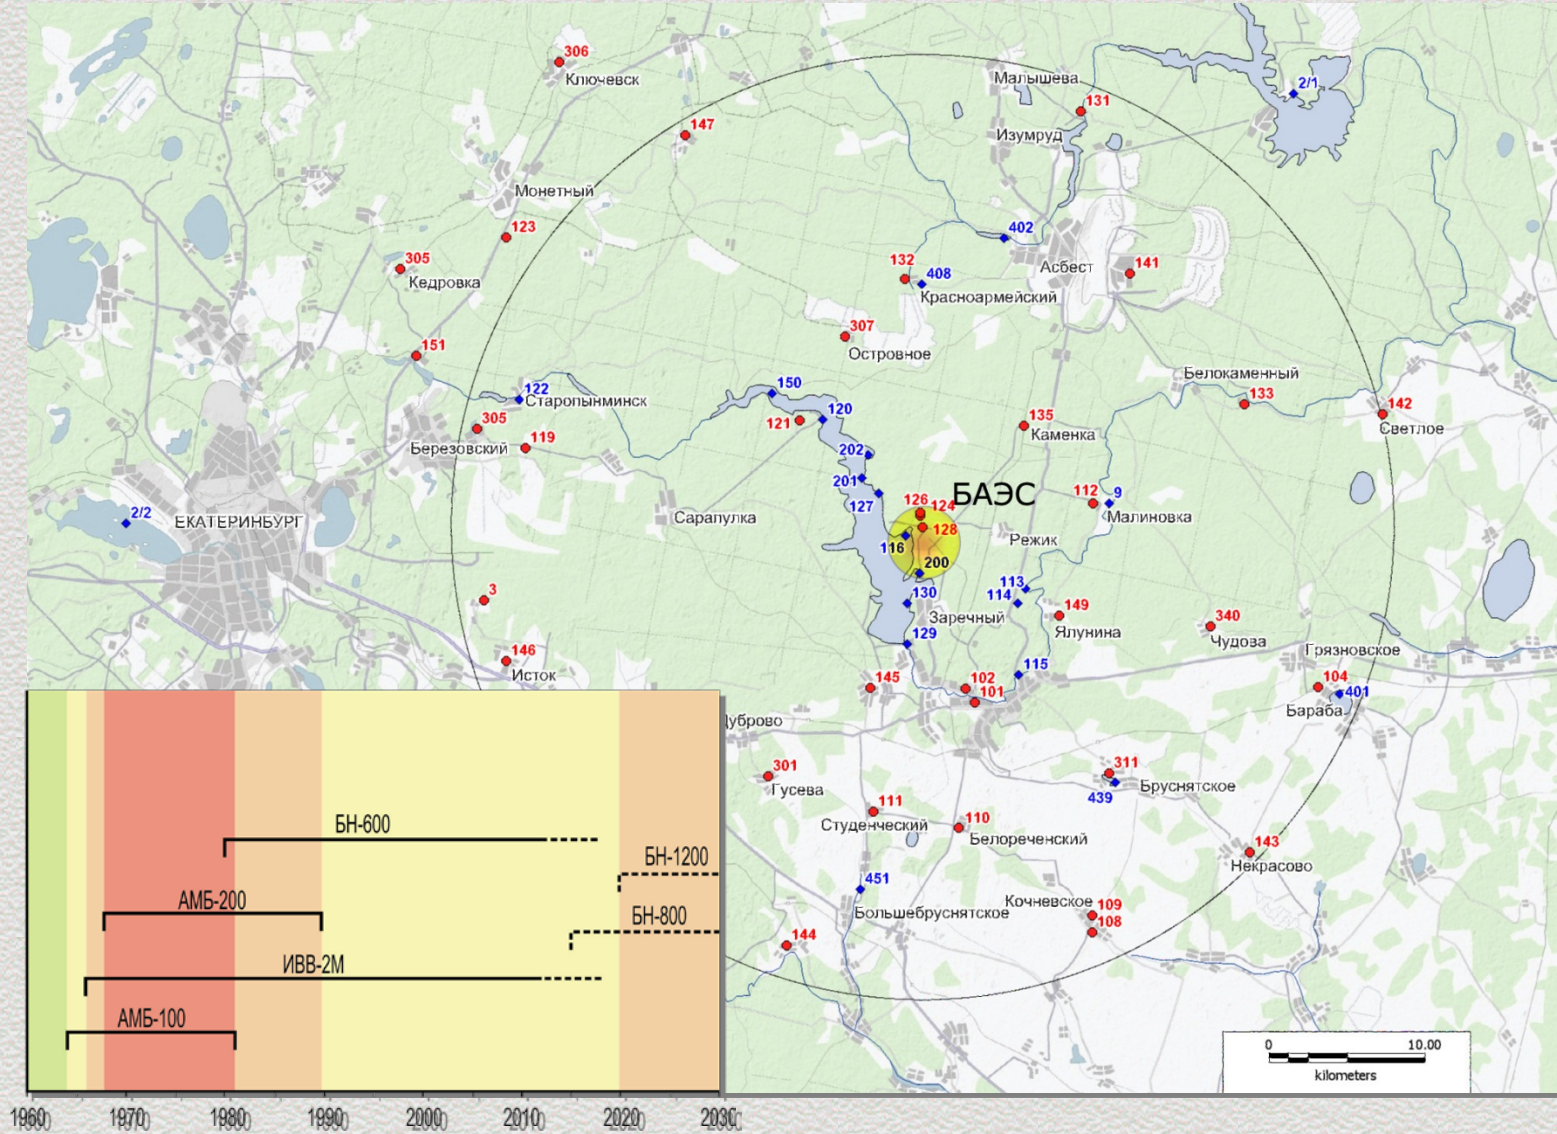 306
Ключевск
Малышева
2/1
131
147
Изумруд
Монетный
123
402
305
Кедровка
132
408
Красноармейский
Асбест
141
307
Островное
151
Белокаменный
150
122
Старопышминск
133
142
Светлое
120
121
305
Березовский
119
135
Каменка
202
201
127
126
124
БАЭС
112
9
Малиновка
2/2
ЕКАТЕРИНБУРГ
Сарапулка
128
Режик
116
200
113
114
3
130
Заречный
149
Ялунина
340
Чудова
129
Грязновское
146
Исток
115
145
102
101
104
401
Бараба
Дуброво
301
Гусева
311
439
Бруснятское
111
Студенческий
110
Белореченский
143
Некрасово
451
Большебруснятское
Кочневское
109
108
144
БН-600
БН-1200
АМБ-200
БН-800
ИВВ-2М
АМБ-100
0
10.00
kilometers
1960 1970 1980 1990 2000 2010 2020 2030